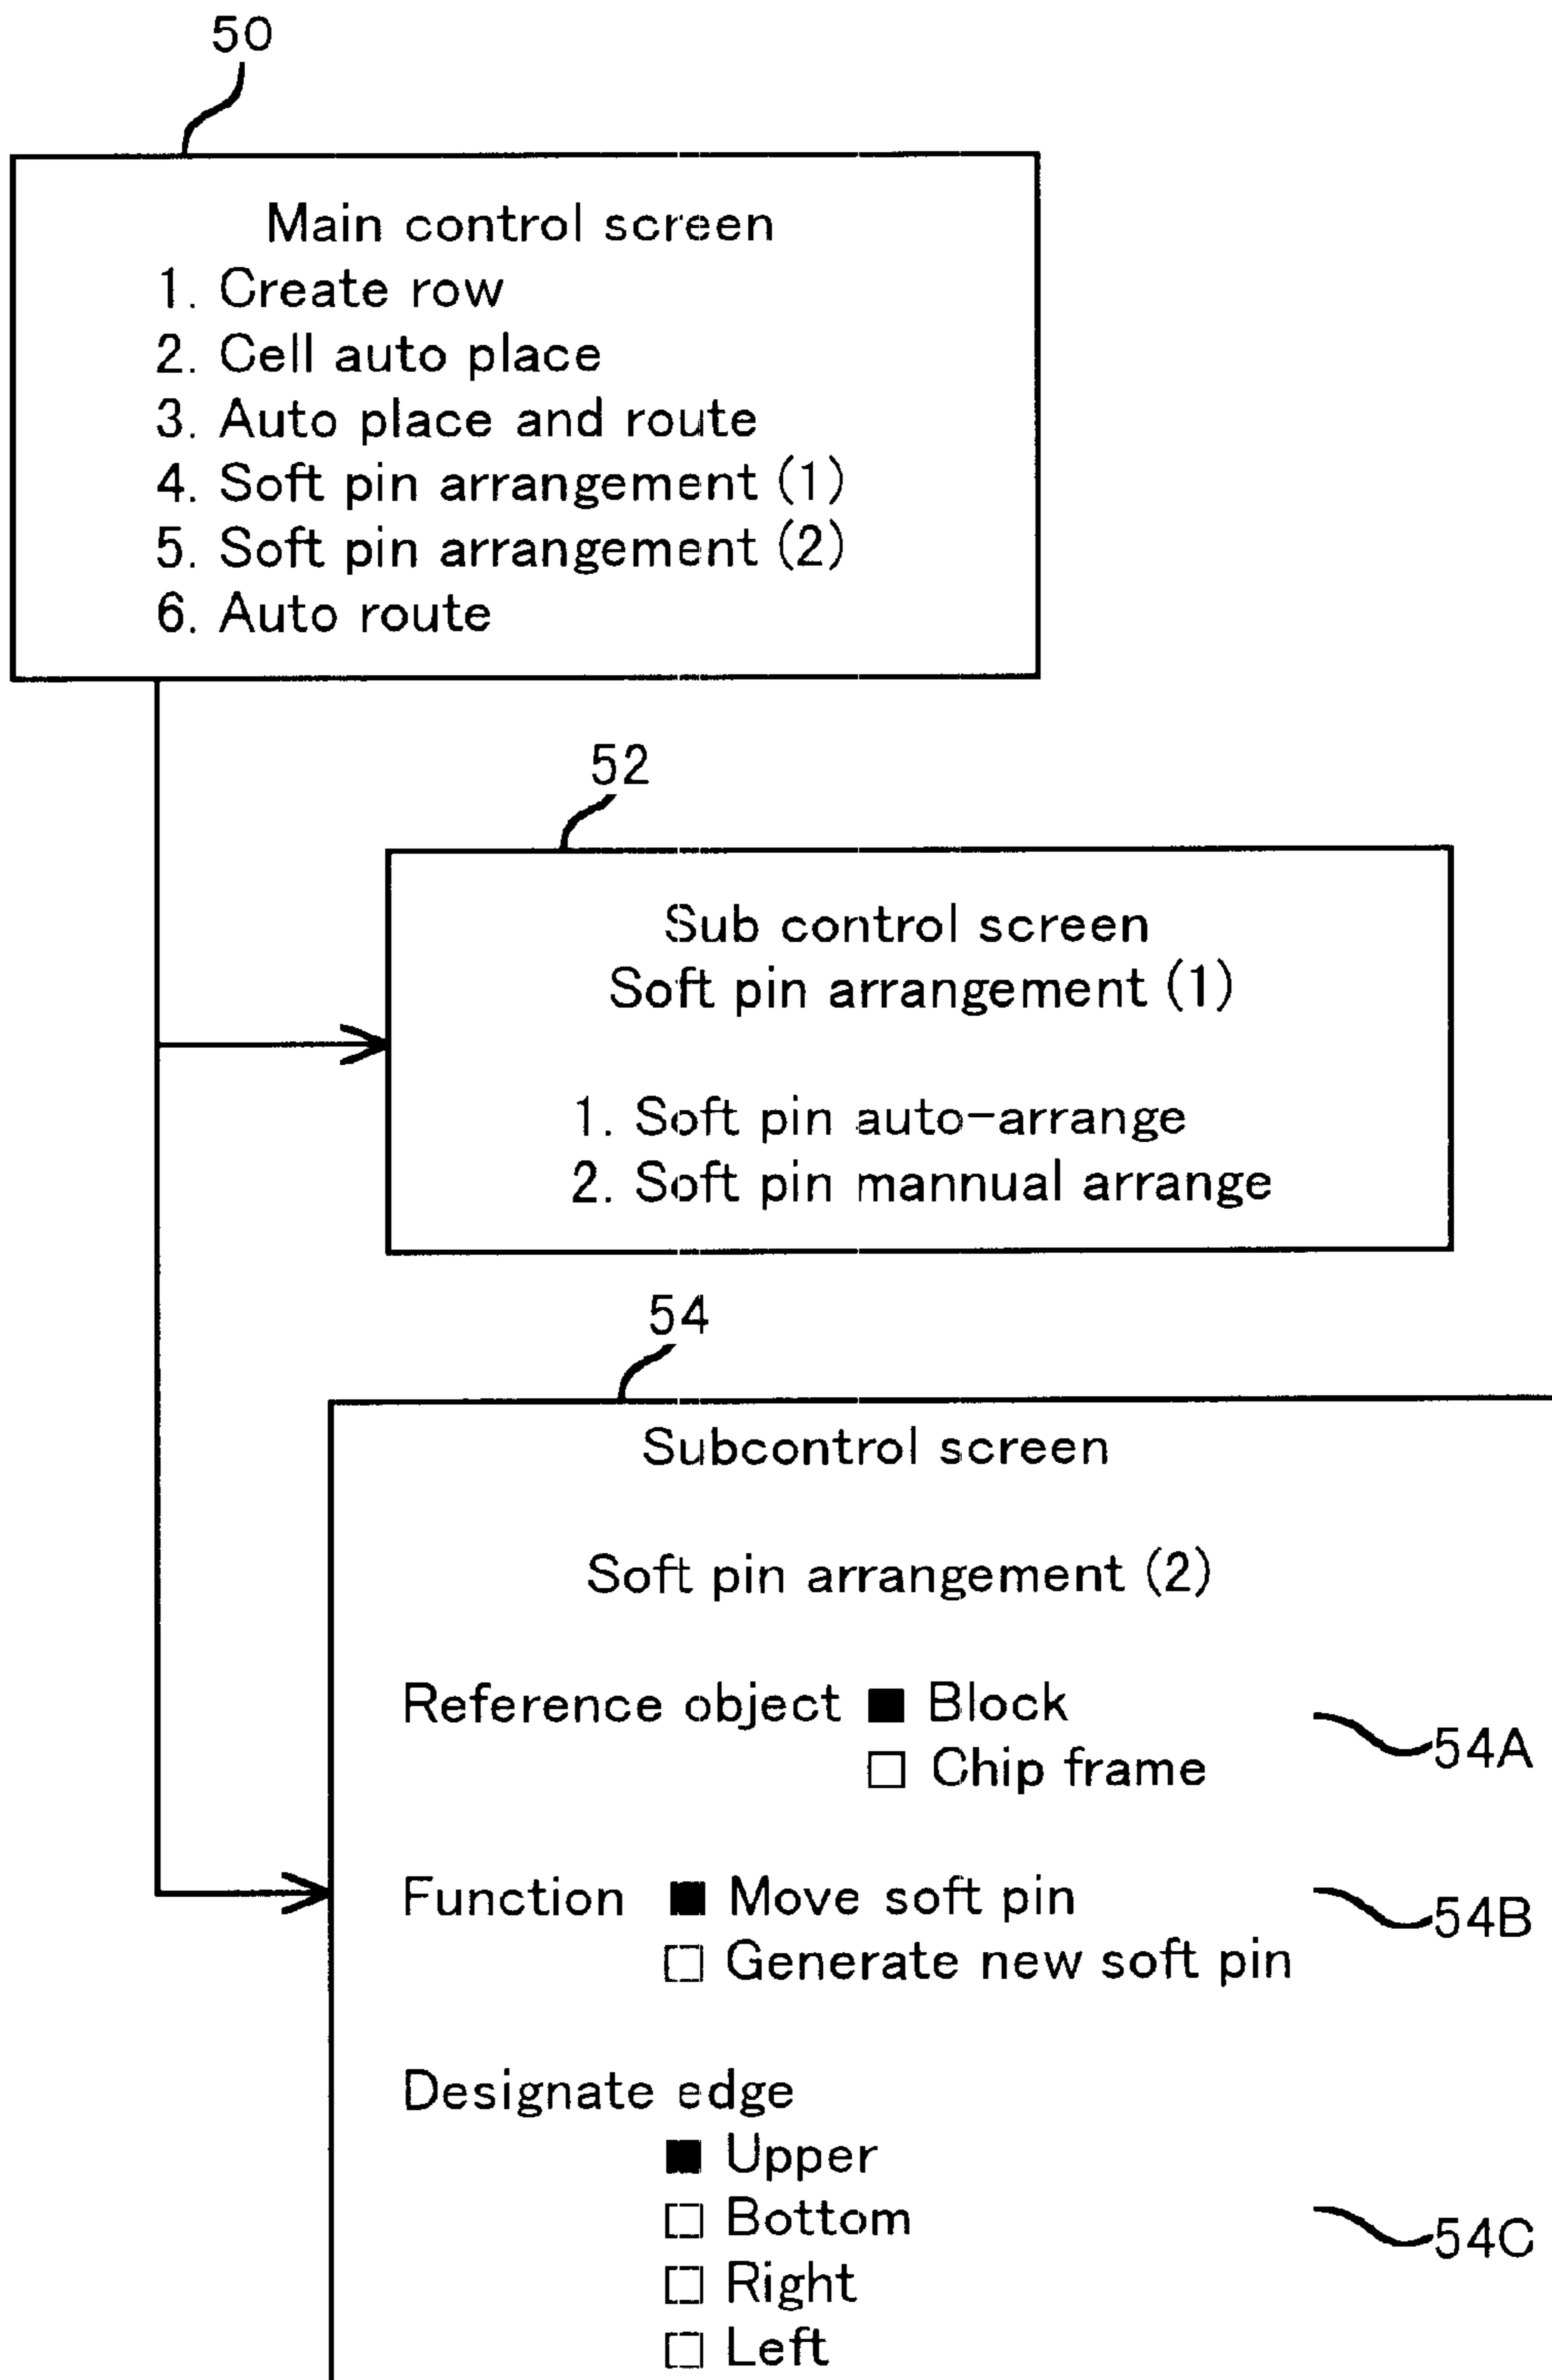 50
Main control screen
1. Create row
2. Cell auto place
3. Auto place and route
4. Soft pin arrangement (1)
5. Soft pin arrangement (2)
6. Auto route
52
Sub control screen
Soft pin arrangement (1)
1. Soft pin auto-arrange
2. Soft pin mannual arrange
54
Subcontrol screen
Soft pin arrangement (2)
Reference object ■ Block
□ Chip frame
54A
Function ■ Move soft pin
□ Generate new soft pin
54B
Designate edge
■ Upper
□ Bottom
54C
□ Right
□ Left